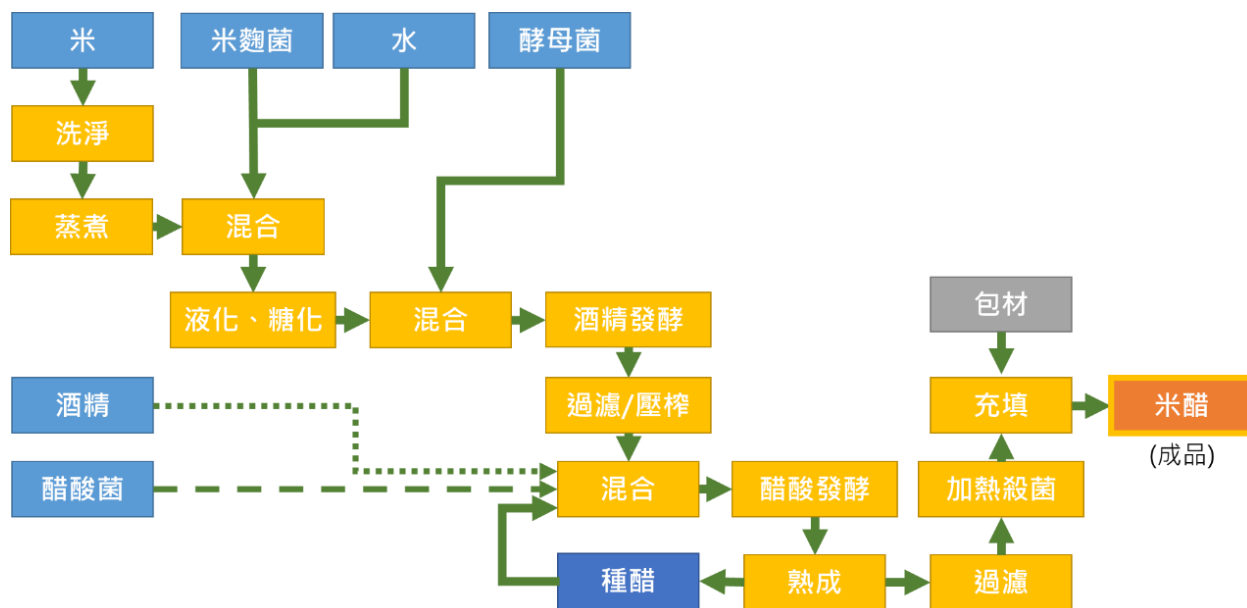 米
米麴菌
水
酵母菌
洗淨
蒸煮
混合
液化、糖化
混合
酒精發酵
包材
酒精
過濾/壓榨
充填
米醋
(成品)
醋酸菌
混合
醋酸發酵
加熱殺菌
種醋
熟成
過濾